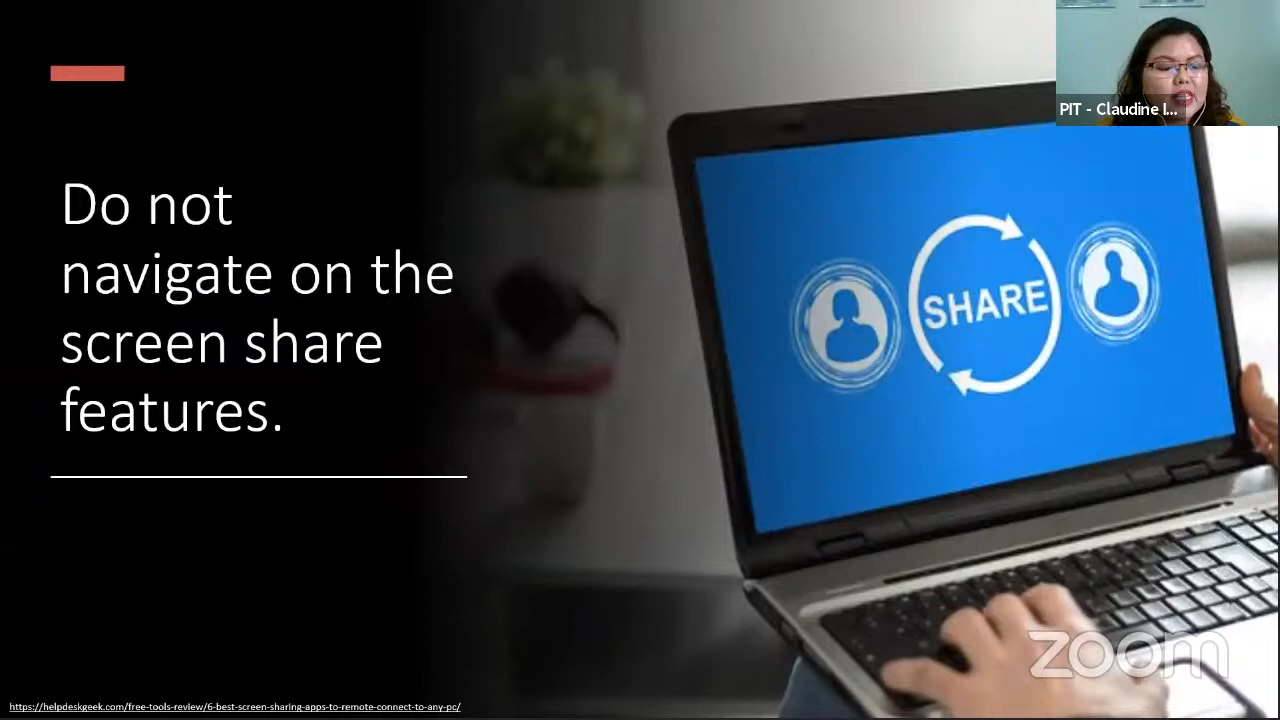 PIT - Claudine I...
Do not
navigate on the
screen share
features.
SHARE
zoom
https://helpdeskgeek.com/free-tools-review/6-best-screen-sharing-apps-to-remote-connect-to-any-pc/